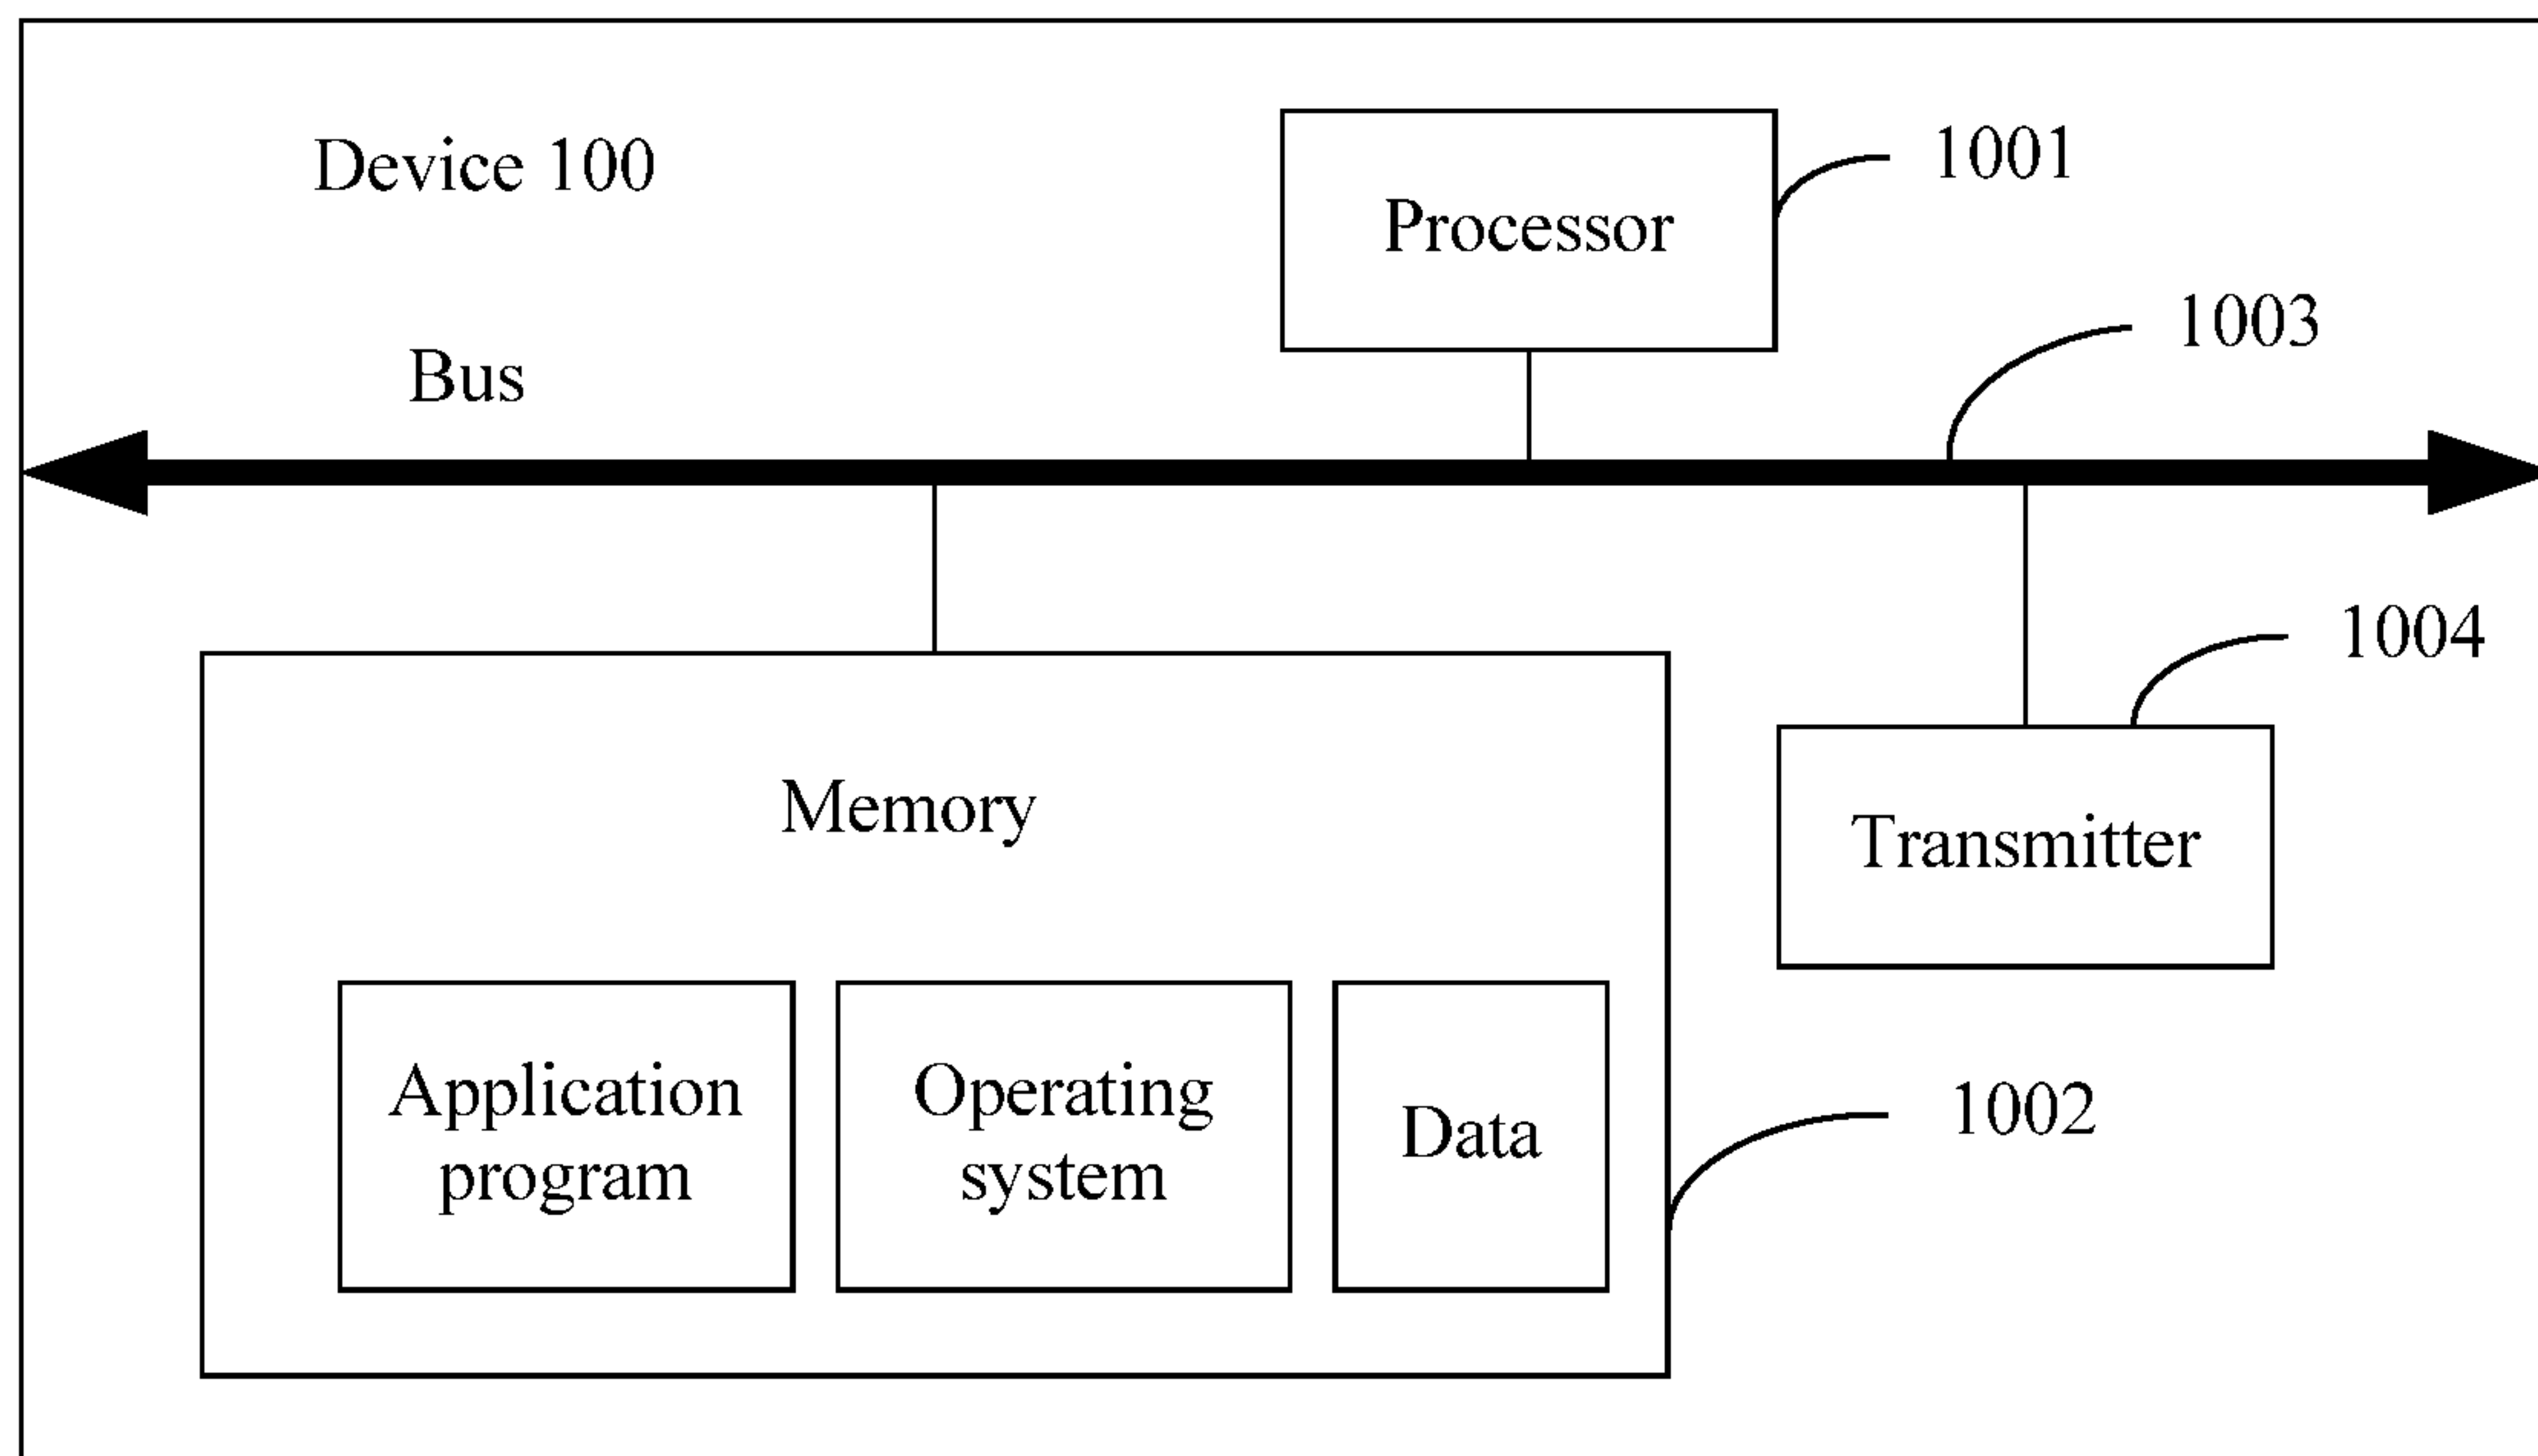 Device 100
Processor
1001
1003
Bus
1004
Memory
Transmitter
Application
program
Operating
system
Data
1002